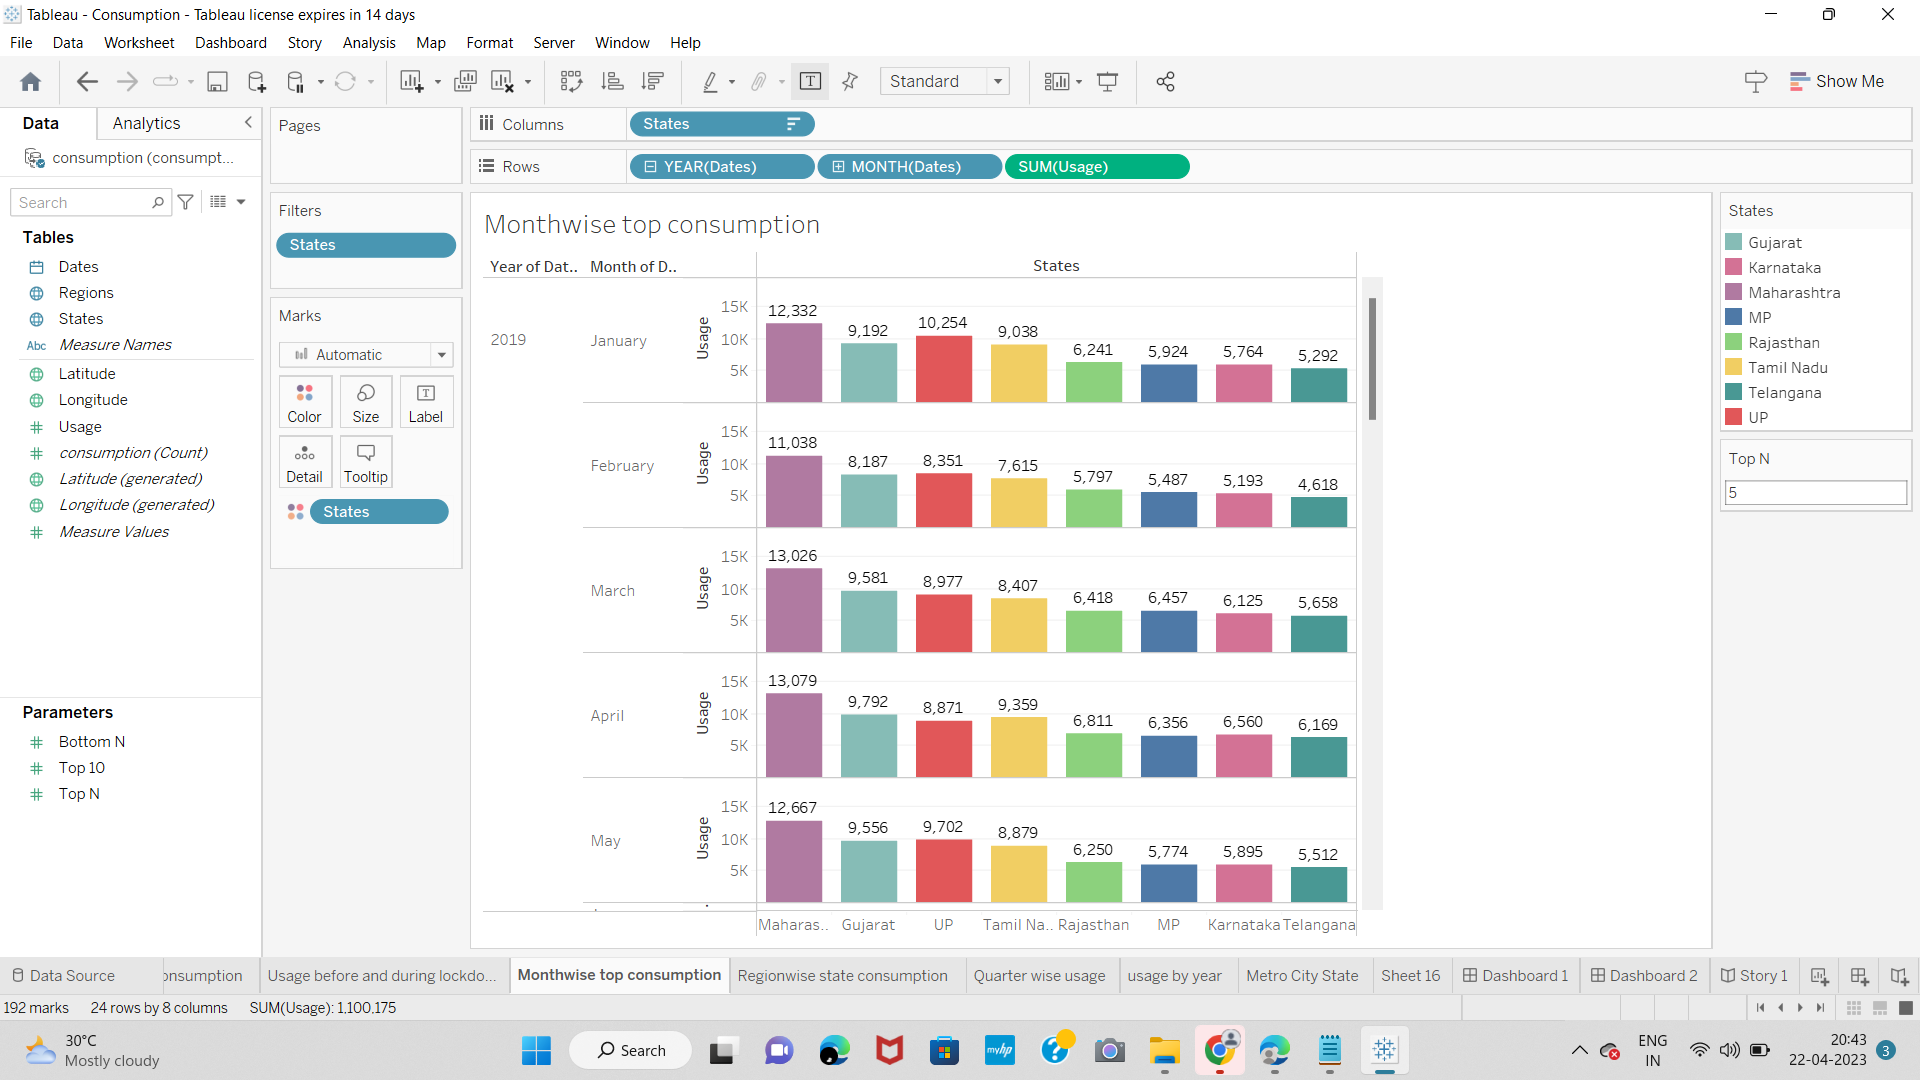 Tableau - Consumption - Tableau license expires in 14 days
File Data Worksheet Dashboard Story Analysis Map Format Server Window Help
Standard
Show Me
Data Analytics
consumption (consumpt...
Search
Tables
Dates
Regions
States
Abc Measure Names
Latitude
Longitude
Usage
consumption (Count)
Latitude (generated)
Longitude (generated)
Measure Values
Parameters
Bottom N
Top 10
Top N
Pages
Filters
States
Marks
Automatic
Color Size Label
Detail Tooltip
States
Columns States
Rows YEAR(Dates) MONTH(Dates) SUM(Usage)
Monthwise top consumption
Year of Dat.. Month of D.. States
2019
January
Usage
15K
10K
5K
12,332 9,192 10,254 9,038 6,241 5,924 5,764 5,292
February
Usage
15K
10K
5K
11,038 8,187 8,351 7,615 5,797 5,487 5,193 4,618
March
Usage
15K
10K
5K
13,026 9,581 8,977 8,407 6,418 6,457 6,125 5,658
April
Usage
15K
10K
5K
13,079 9,792 8,871 9,359 6,811 6,356 6,560 6,169
May
Usage
15K
10K
5K
12,667 9,556 9,702 8,879 6,250 5,774 5,895 5,512
Maharas.. Gujarat UP Tamil Na.. Rajasthan MP Karnataka Telangana
States
Gujarat
Karnataka
Maharashtra
MP
Rajasthan
Tamil Nadu
Telangana
UP
Top N
5
Data Source onsumption Usage before and during lockdo... Monthwise top consumption Regionwise state consumption Quarter wise usage usage by year Metro City State Sheet 16 Dashboard 1 Dashboard 2 Story 1
192 marks 24 rows by 8 columns SUM(Usage): 1,100,175
30°C
Mostly cloudy
Search
myhp
ENG
IN
20:43
22-04-2023
3